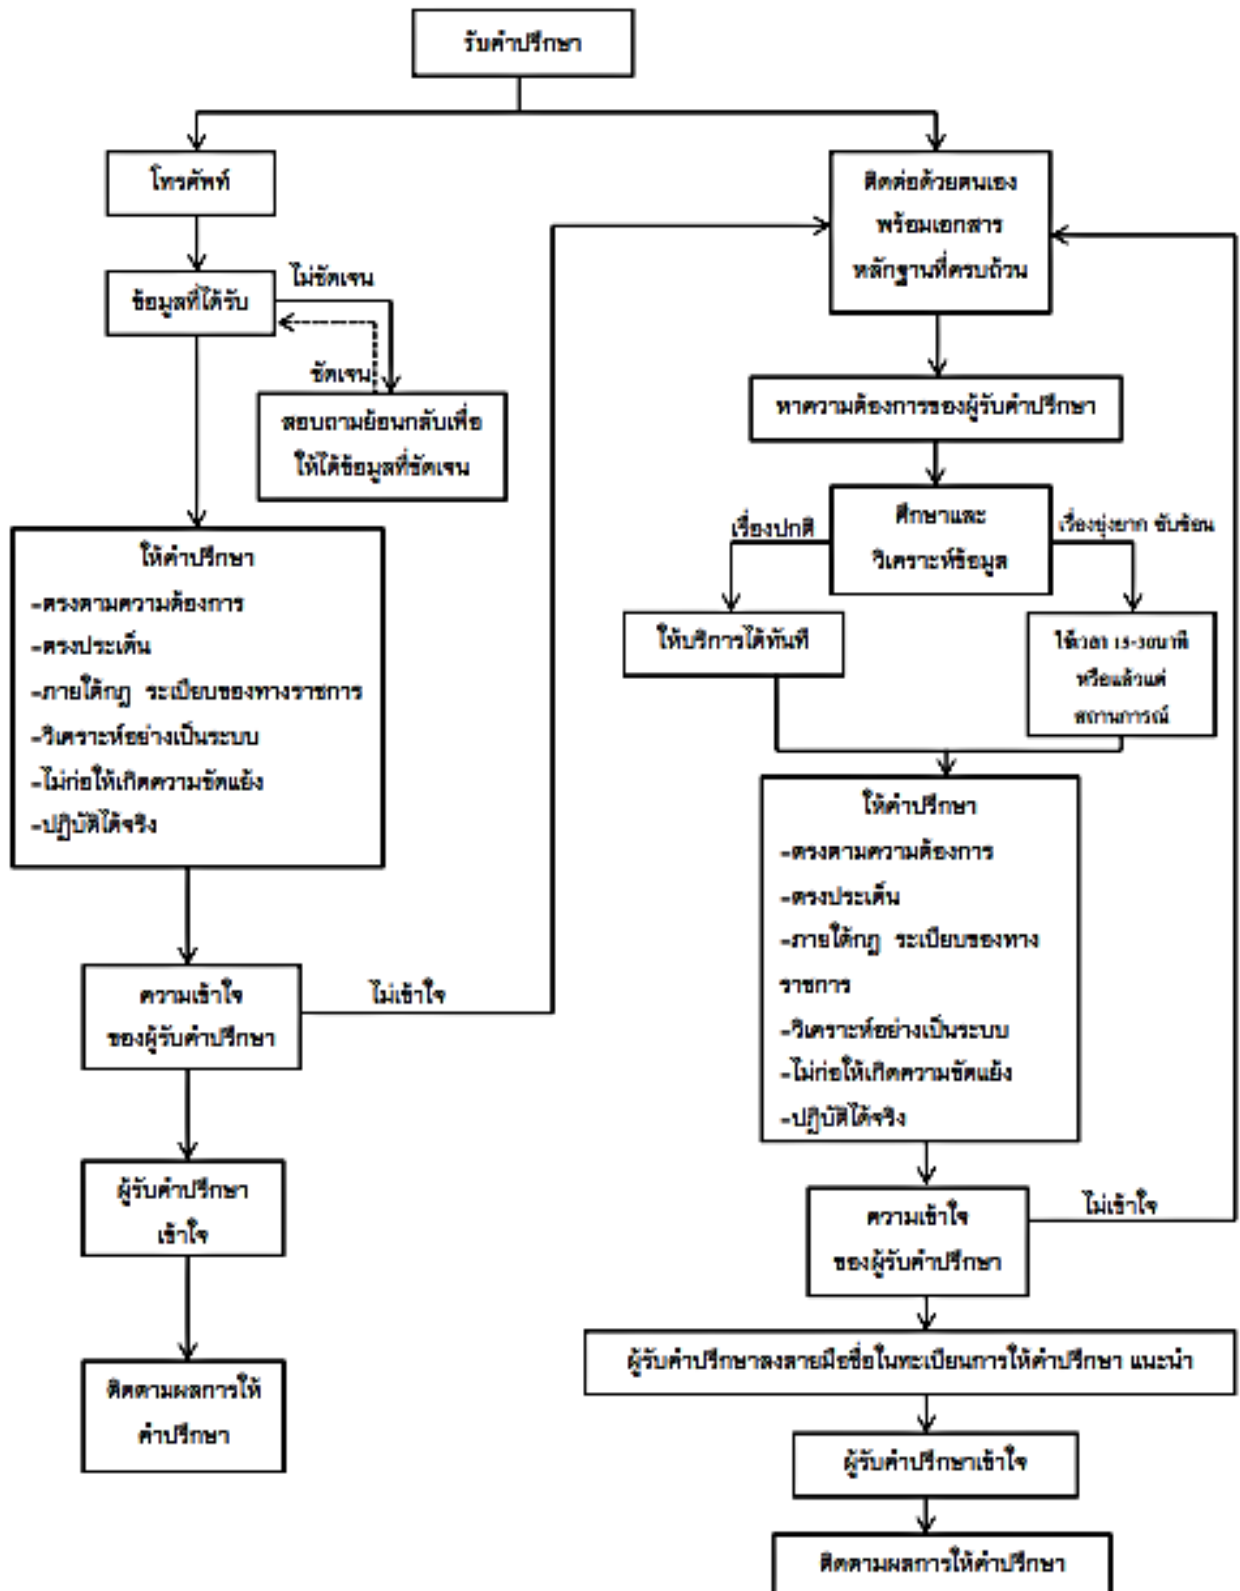 รับคำปรึกษา
โทรศัพท์
ข้อมูลที่ได้รับ
ไม่ชัดเจน
ชัดเจน
สอบถามย้อนกลับเพื่อ
ให้ได้ข้อมูลที่ชัดเจน
ให้คำปรึกษา
-ตรงตามความต้องการ
-ตรงประเด็น
-ภายใต้กฎ ระเบียบของทางราชการ
-วิเคราะห์อย่างเป็นระบบ
-ไม่ก่อให้เกิดความขัดแย้ง
-ปฏิบัติได้จริง
ความเข้าใจ
ของผู้รับคำปรึกษา
ไม่เข้าใจ
ผู้รับคำปรึกษา
เข้าใจ
ติดตามผลการให้
คำปรึกษา
ติดต่อด้วยตนเอง
พร้อมเอกสาร
หลักฐานที่ครบถ้วน
หาความต้องการของผู้รับคำปรึกษา
ศึกษาและ
วิเคราะห์ข้อมูล
เรื่องปกติ
เรื่องยุ่งยาก ซับซ้อน
ให้บริการได้ทันที
ใช้เวลา 15-30นาที
หรือแล้วแต่
สถานการณ์
ให้คำปรึกษา
-ตรงตามความต้องการ
-ตรงประเด็น
-ภายใต้กฎ ระเบียบของทาง
ราชการ
-วิเคราะห์อย่างเป็นระบบ
-ไม่ก่อให้เกิดความขัดแย้ง
-ปฏิบัติได้จริง
ความเข้าใจ
ของผู้รับคำปรึกษา
ไม่เข้าใจ
ผู้รับคำปรึกษาลงลายมือชื่อในทะเบียนการให้คำปรึกษา แนะนำ
ผู้รับคำปรึกษาเข้าใจ
ติดตามผลการให้คำปรึกษา